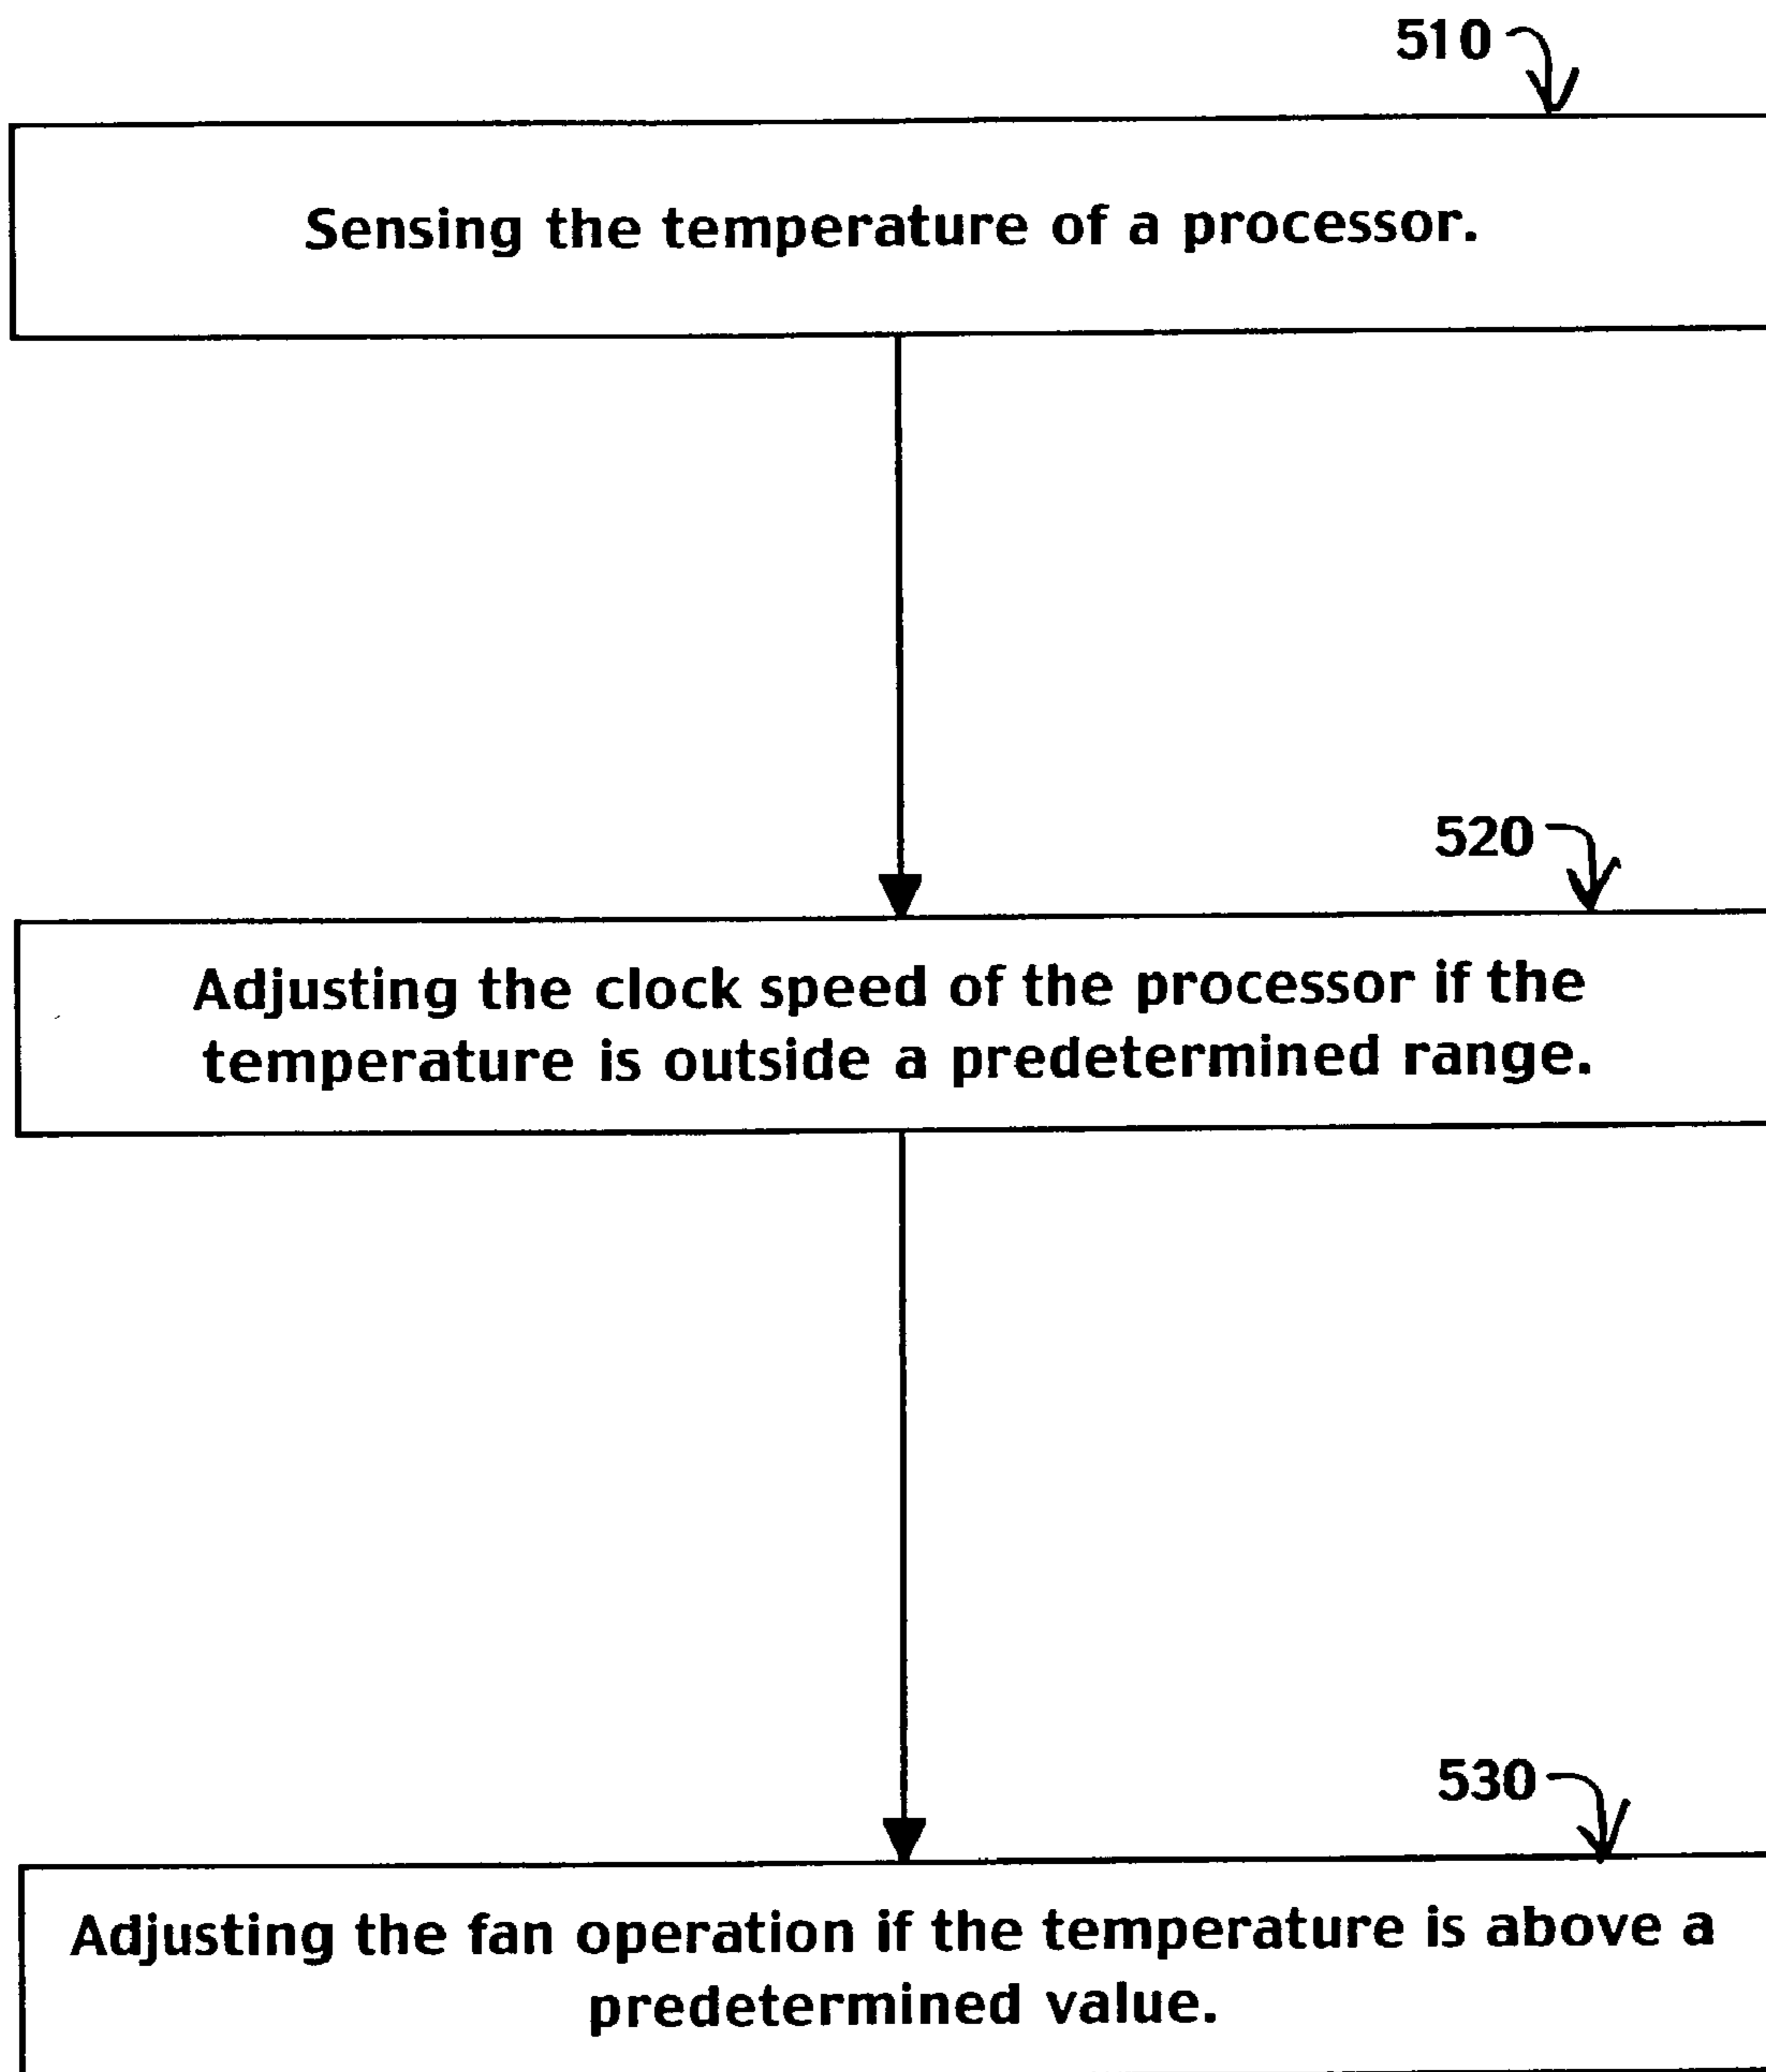 510
Sensing the temperature of a processor.
520
Adjusting the clock speed of the processor if the
temperature is outside a predetermined range.
530
Adjusting the fan operation if the temperature is above a
predetermined value.